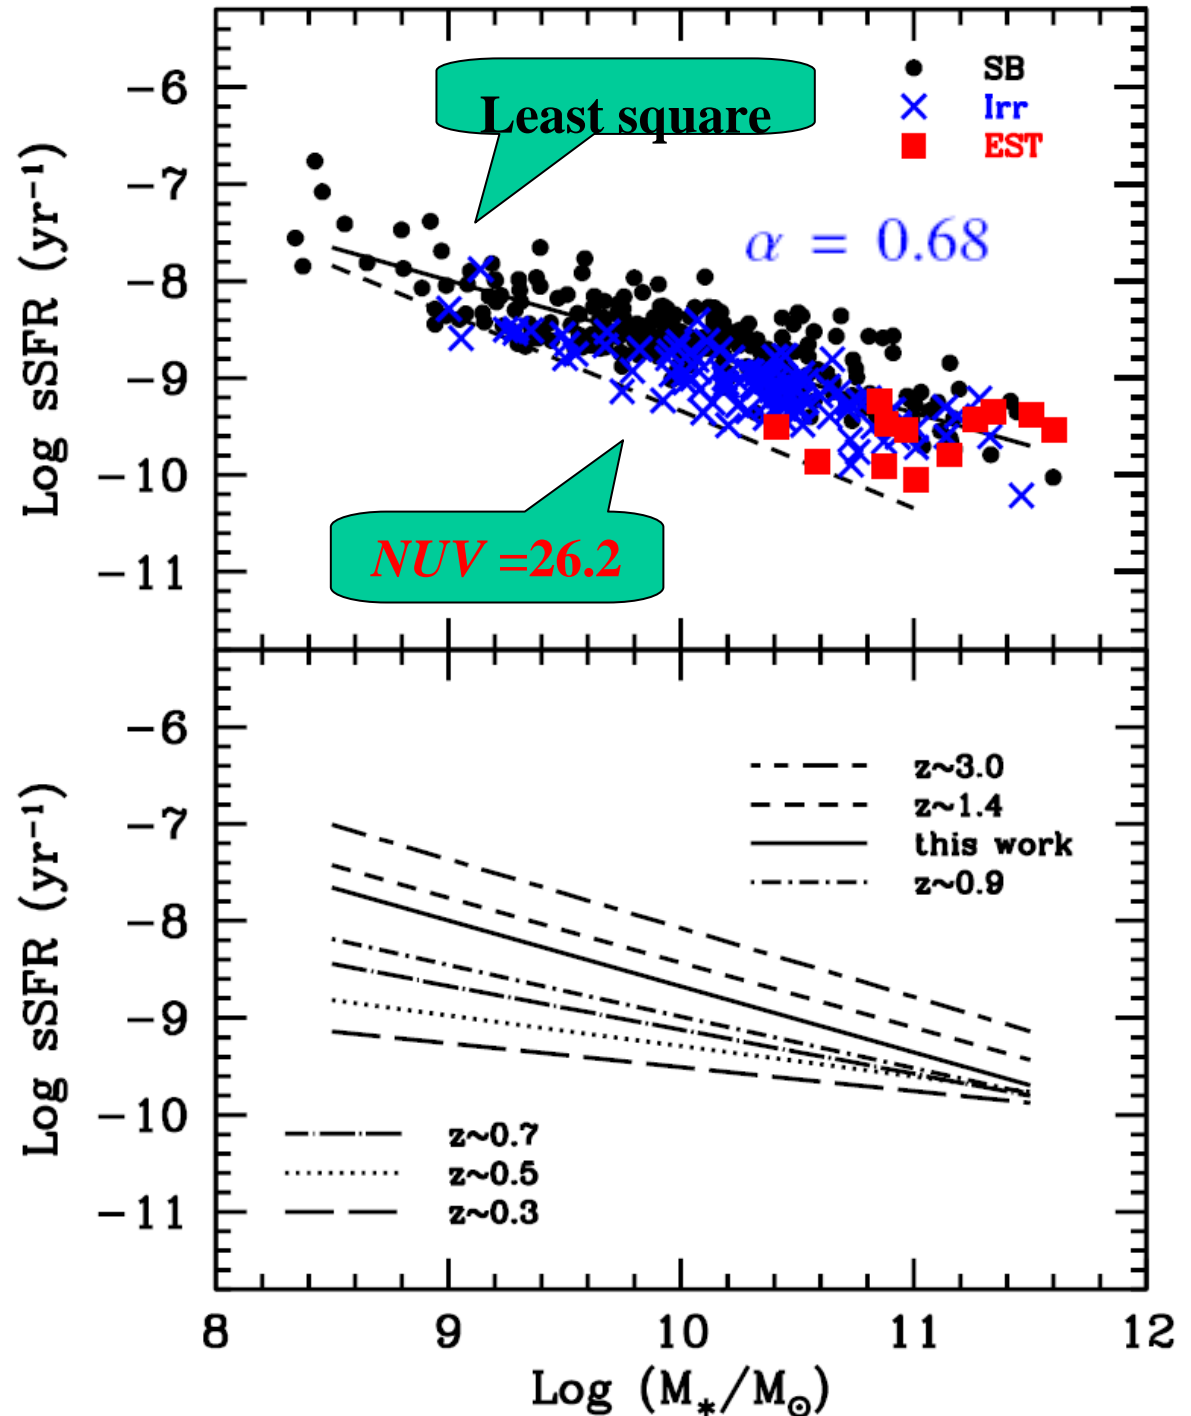 −6
−7
−8
−9
−10
−11
Log sSFR (yr⁻¹)
Least square
SB
Irr
EST
α = 0.68
NUV =26.2
−6
−7
−8
−9
−10
−11
Log sSFR (yr⁻¹)
z~3.0
z~1.4
this work
z~0.9
z~0.7
z~0.5
z~0.3
8 9 10 11 12
Log (M*/M☉)